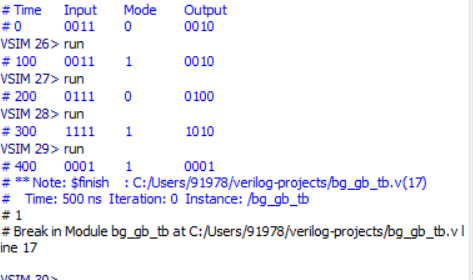 # Time Input Mode Output
# 0 0011 0 0010
VSIM 26> run
# 100 0011 1 0010
VSIM 27> run
# 200 0111 0 0100
VSIM 28> run
# 300 1111 1 1010
VSIM 29> run
# 400 0001 1 0001
# ** Note: $finish : C:/Users/91978/verilog-projects/bg_gb_tb.v(17)
# Time: 500 ns Iteration: 0 Instance: /bg_gb_tb
# 1
# Break in Module bg_gb_tb at C:/Users/91978/verilog-projects/bg_gb_tb.v l
ine 17
VSIM 30>